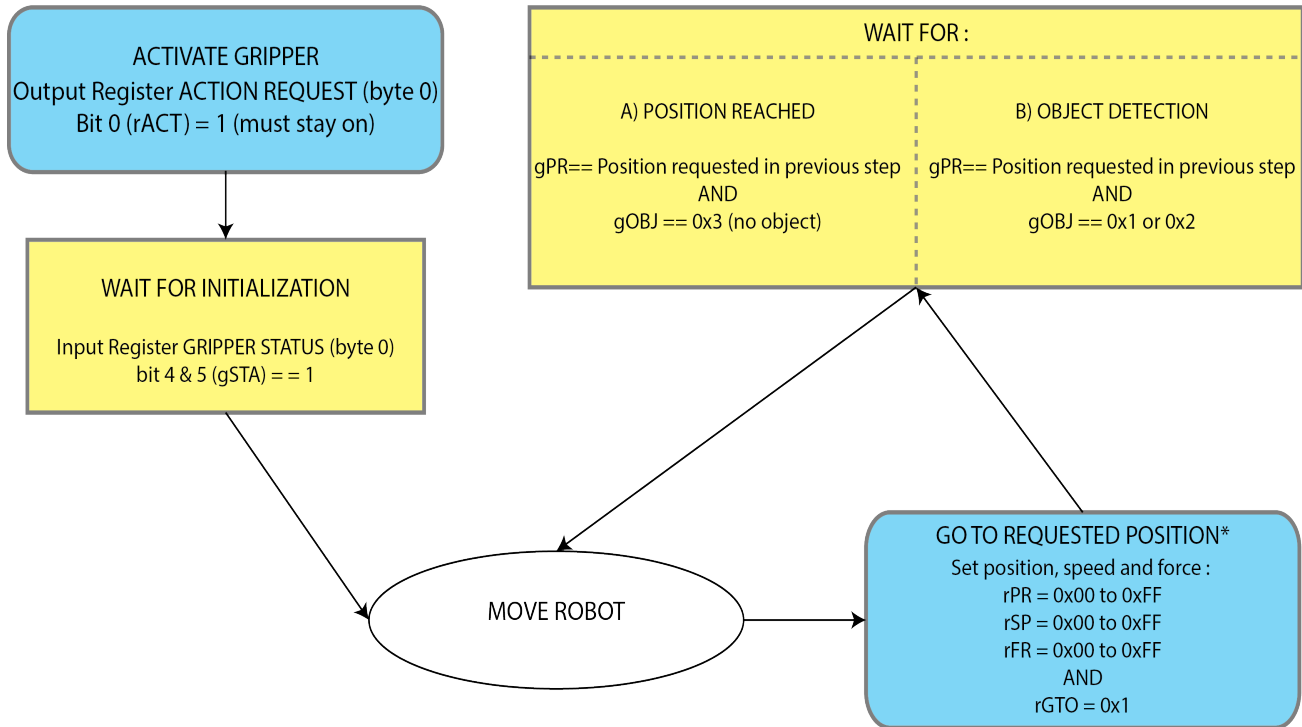 ACTIVATE GRIPPER
Output Register ACTION REQUEST (byte 0)
Bit 0 (rACT) = 1 (must stay on)
WAIT FOR INITIALIZATION
Input Register GRIPPER STATUS (byte 0)
bit 4 & 5 (gSTA) = = 1
WAIT FOR :
A) POSITION REACHED
gPR== Position requested in previous step
AND
gOBJ == 0x3 (no object)
B) OBJECT DETECTION
gPR== Position requested in previous step
AND
gOBJ == 0x1 or 0x2
MOVE ROBOT
GO TO REQUESTED POSITION*
Set position, speed and force :
rPR = 0x00 to 0xFF
rSP = 0x00 to 0xFF
rFR = 0x00 to 0xFF
AND
rGTO = 0x1